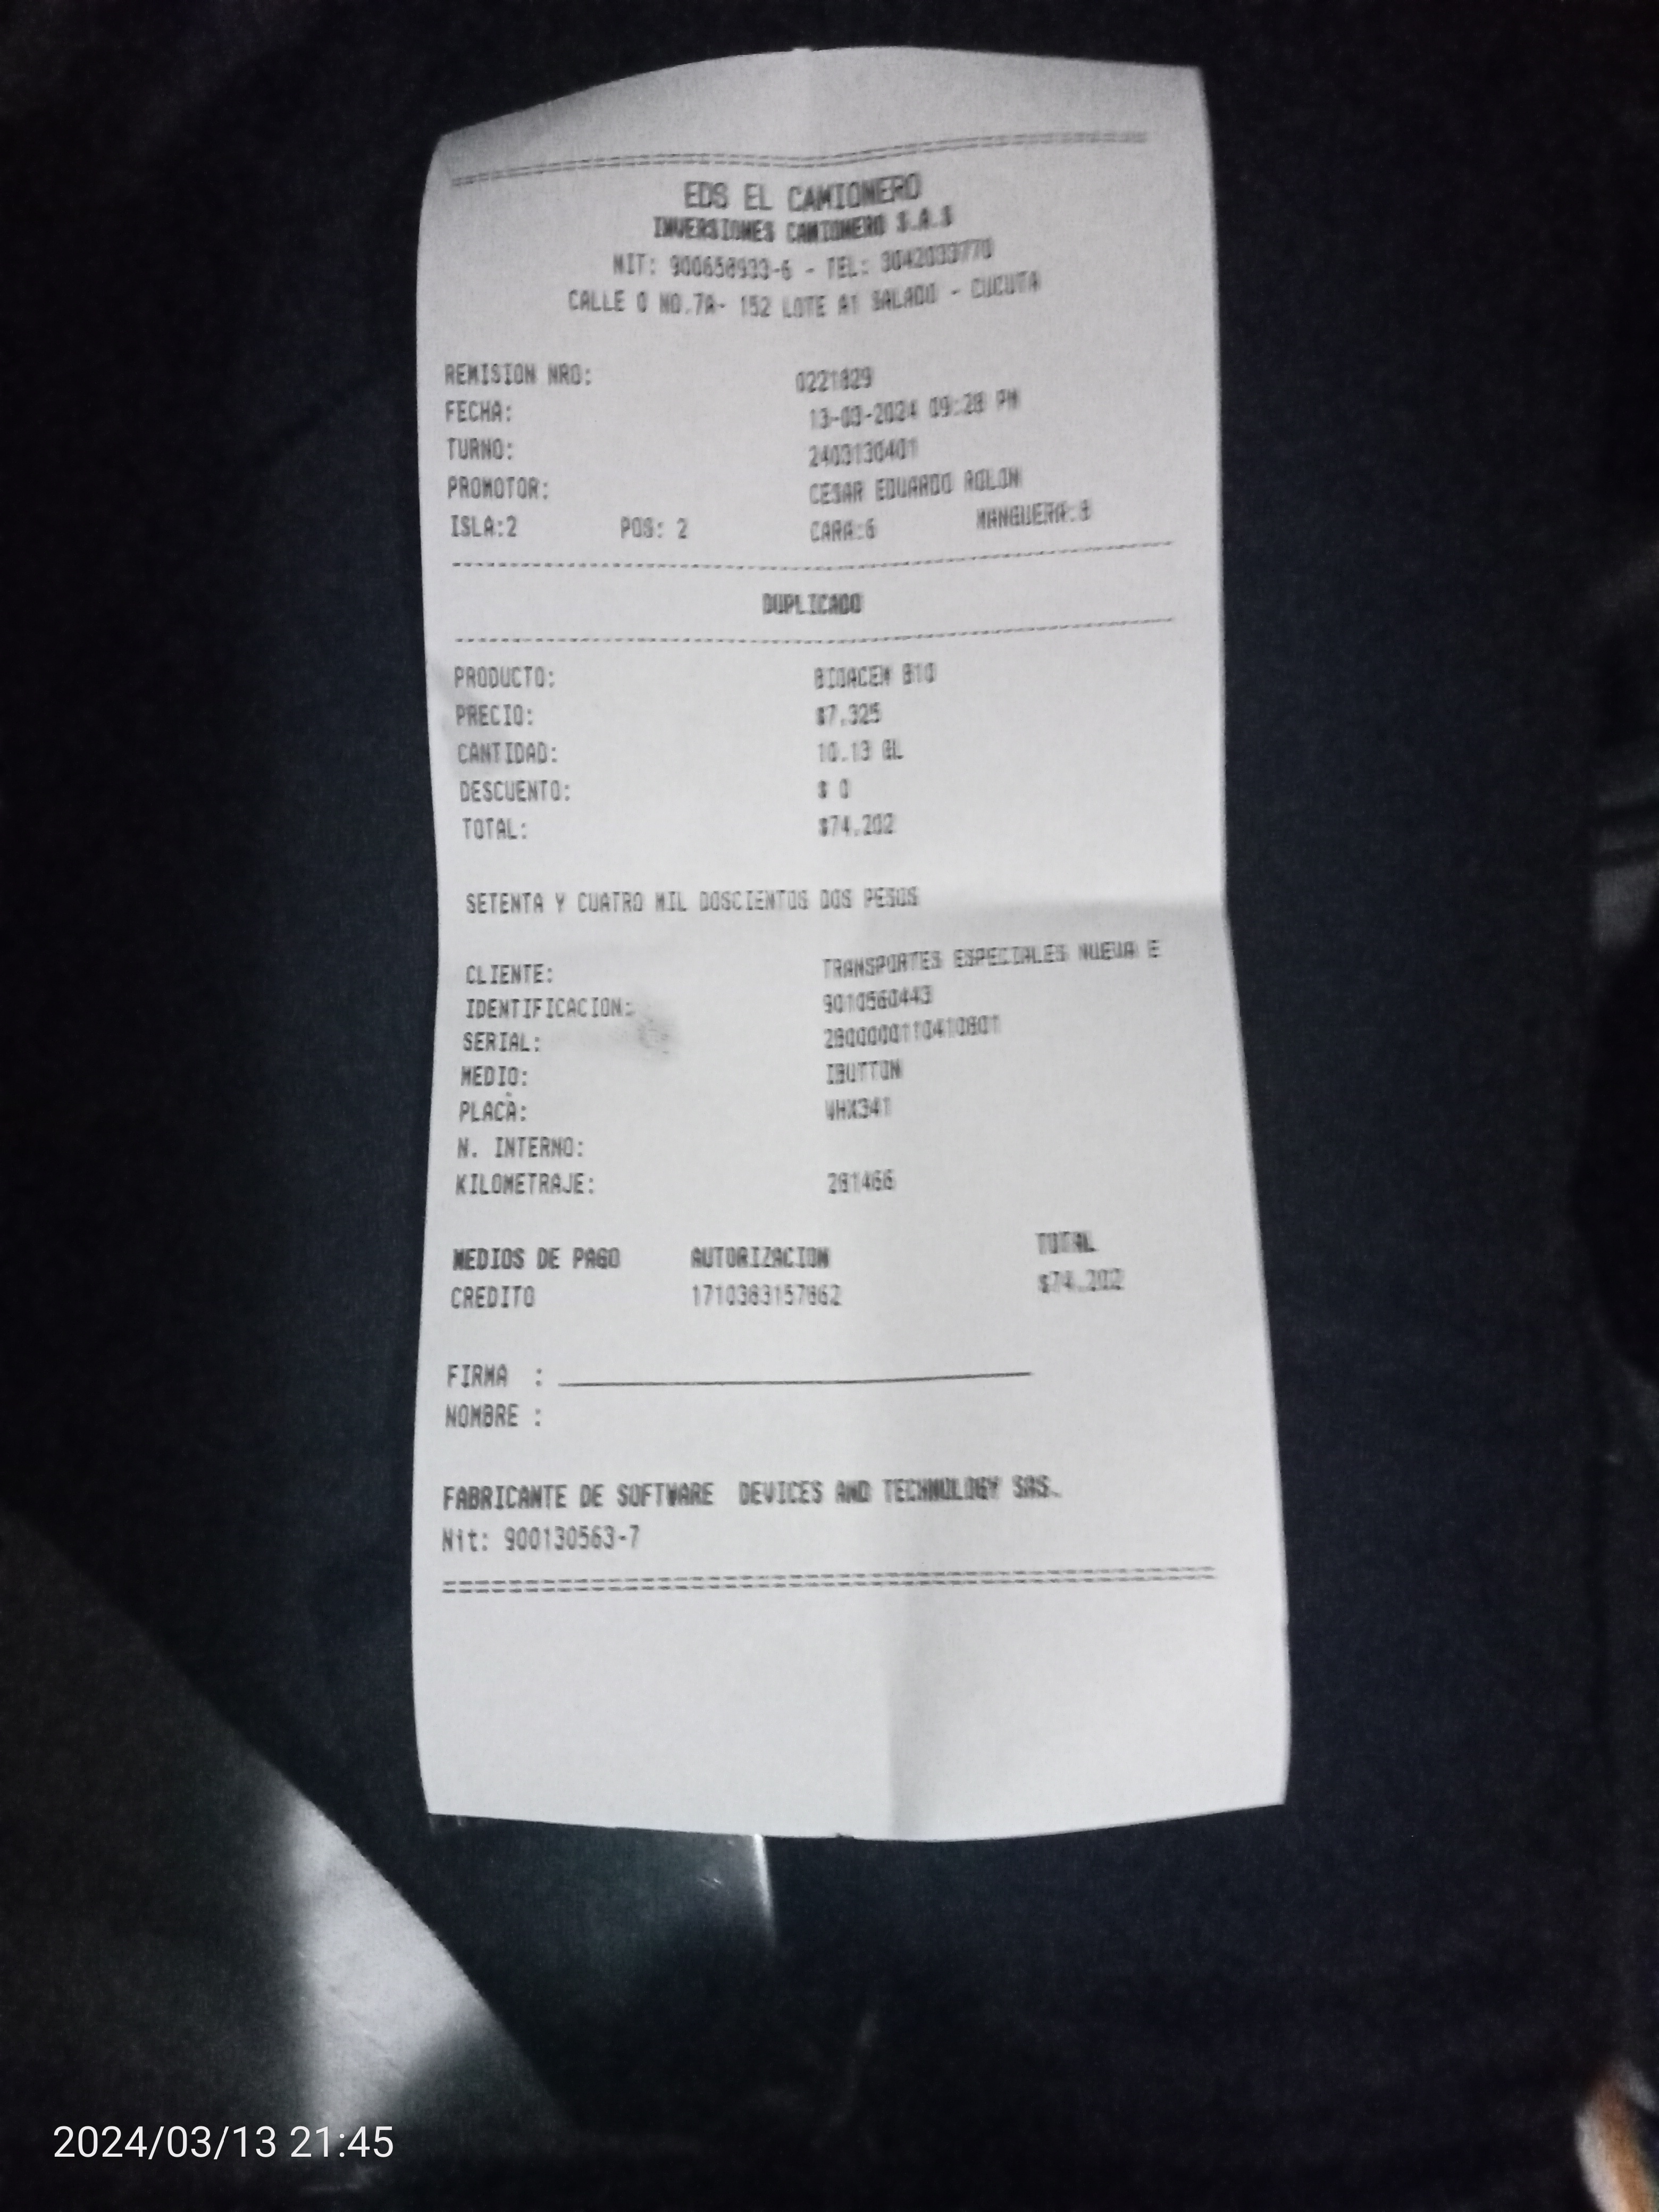 EDS EL CAMIONERO
INVERSIONES CAMIONERO S.A.S
NIT: 900658933-6 - TEL: 3042033770
CALLE 0 NO.7A- 152 LOTE A1 SALADO - CUCUTA
REMISION NRO: 0221829
FECHA: 13-03-2024 09:28 PM
TURNO: 2403130401
PROMOTOR: CESAR EDUARDO ROLON
ISLA:2 POS: 2 CARA:6 MANGUERA:8
DUPLICADO
PRODUCTO: BIOACEM B10
PRECIO: $7.325
CANTIDAD: 10.13 GL
DESCUENTO: $ 0
TOTAL: $74.202
SETENTA Y CUATRO MIL DOSCIENTOS DOS PESOS
CLIENTE: TRANSPORTES ESPECIALES NUEVA E
IDENTIFICACION: 9010560443
SERIAL:
MEDIO: IBUTTON
PLACA: WHX341
N. INTERNO:
KILOMETRAJE: 281466
MEDIOS DE PAGO AUTORIZACION TOTAL
CREDITO 1710383157862 $74.202
FIRMA :
NOMBRE :
FABRICANTE DE SOFTWARE DEVICES AND TECHNOLOGY SAS.
Nit: 900130563-7
2024/03/13 21:45